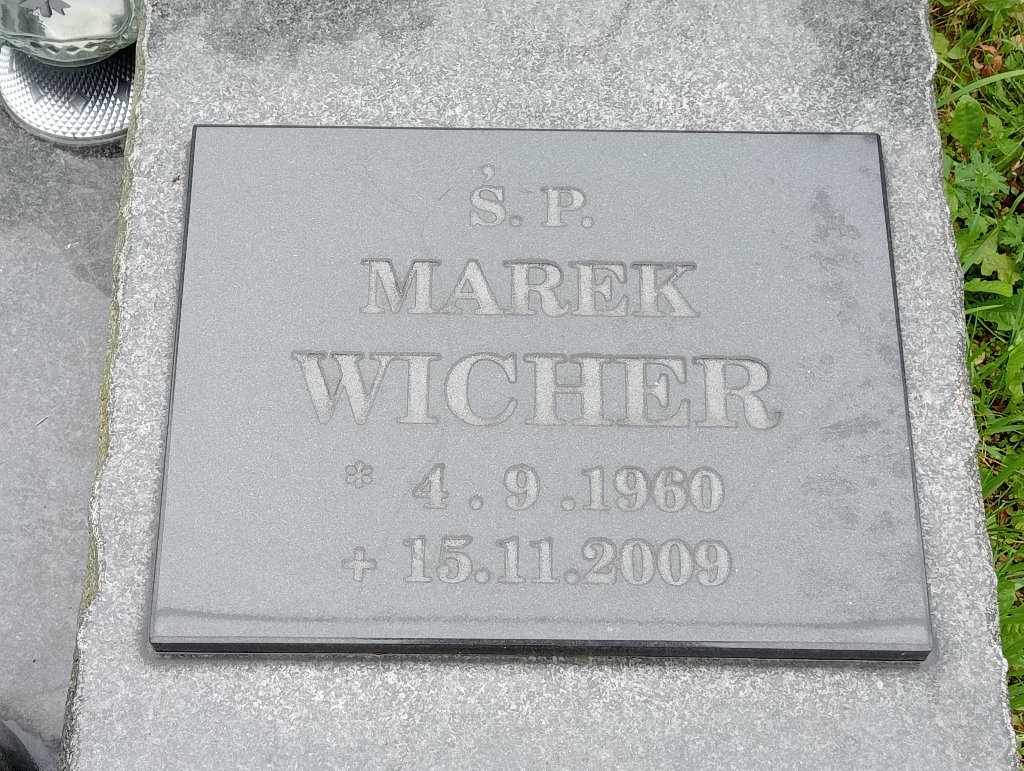 Ś. P.
MAREK
WICHER
* 4.9.1960
+ 15.11.2009